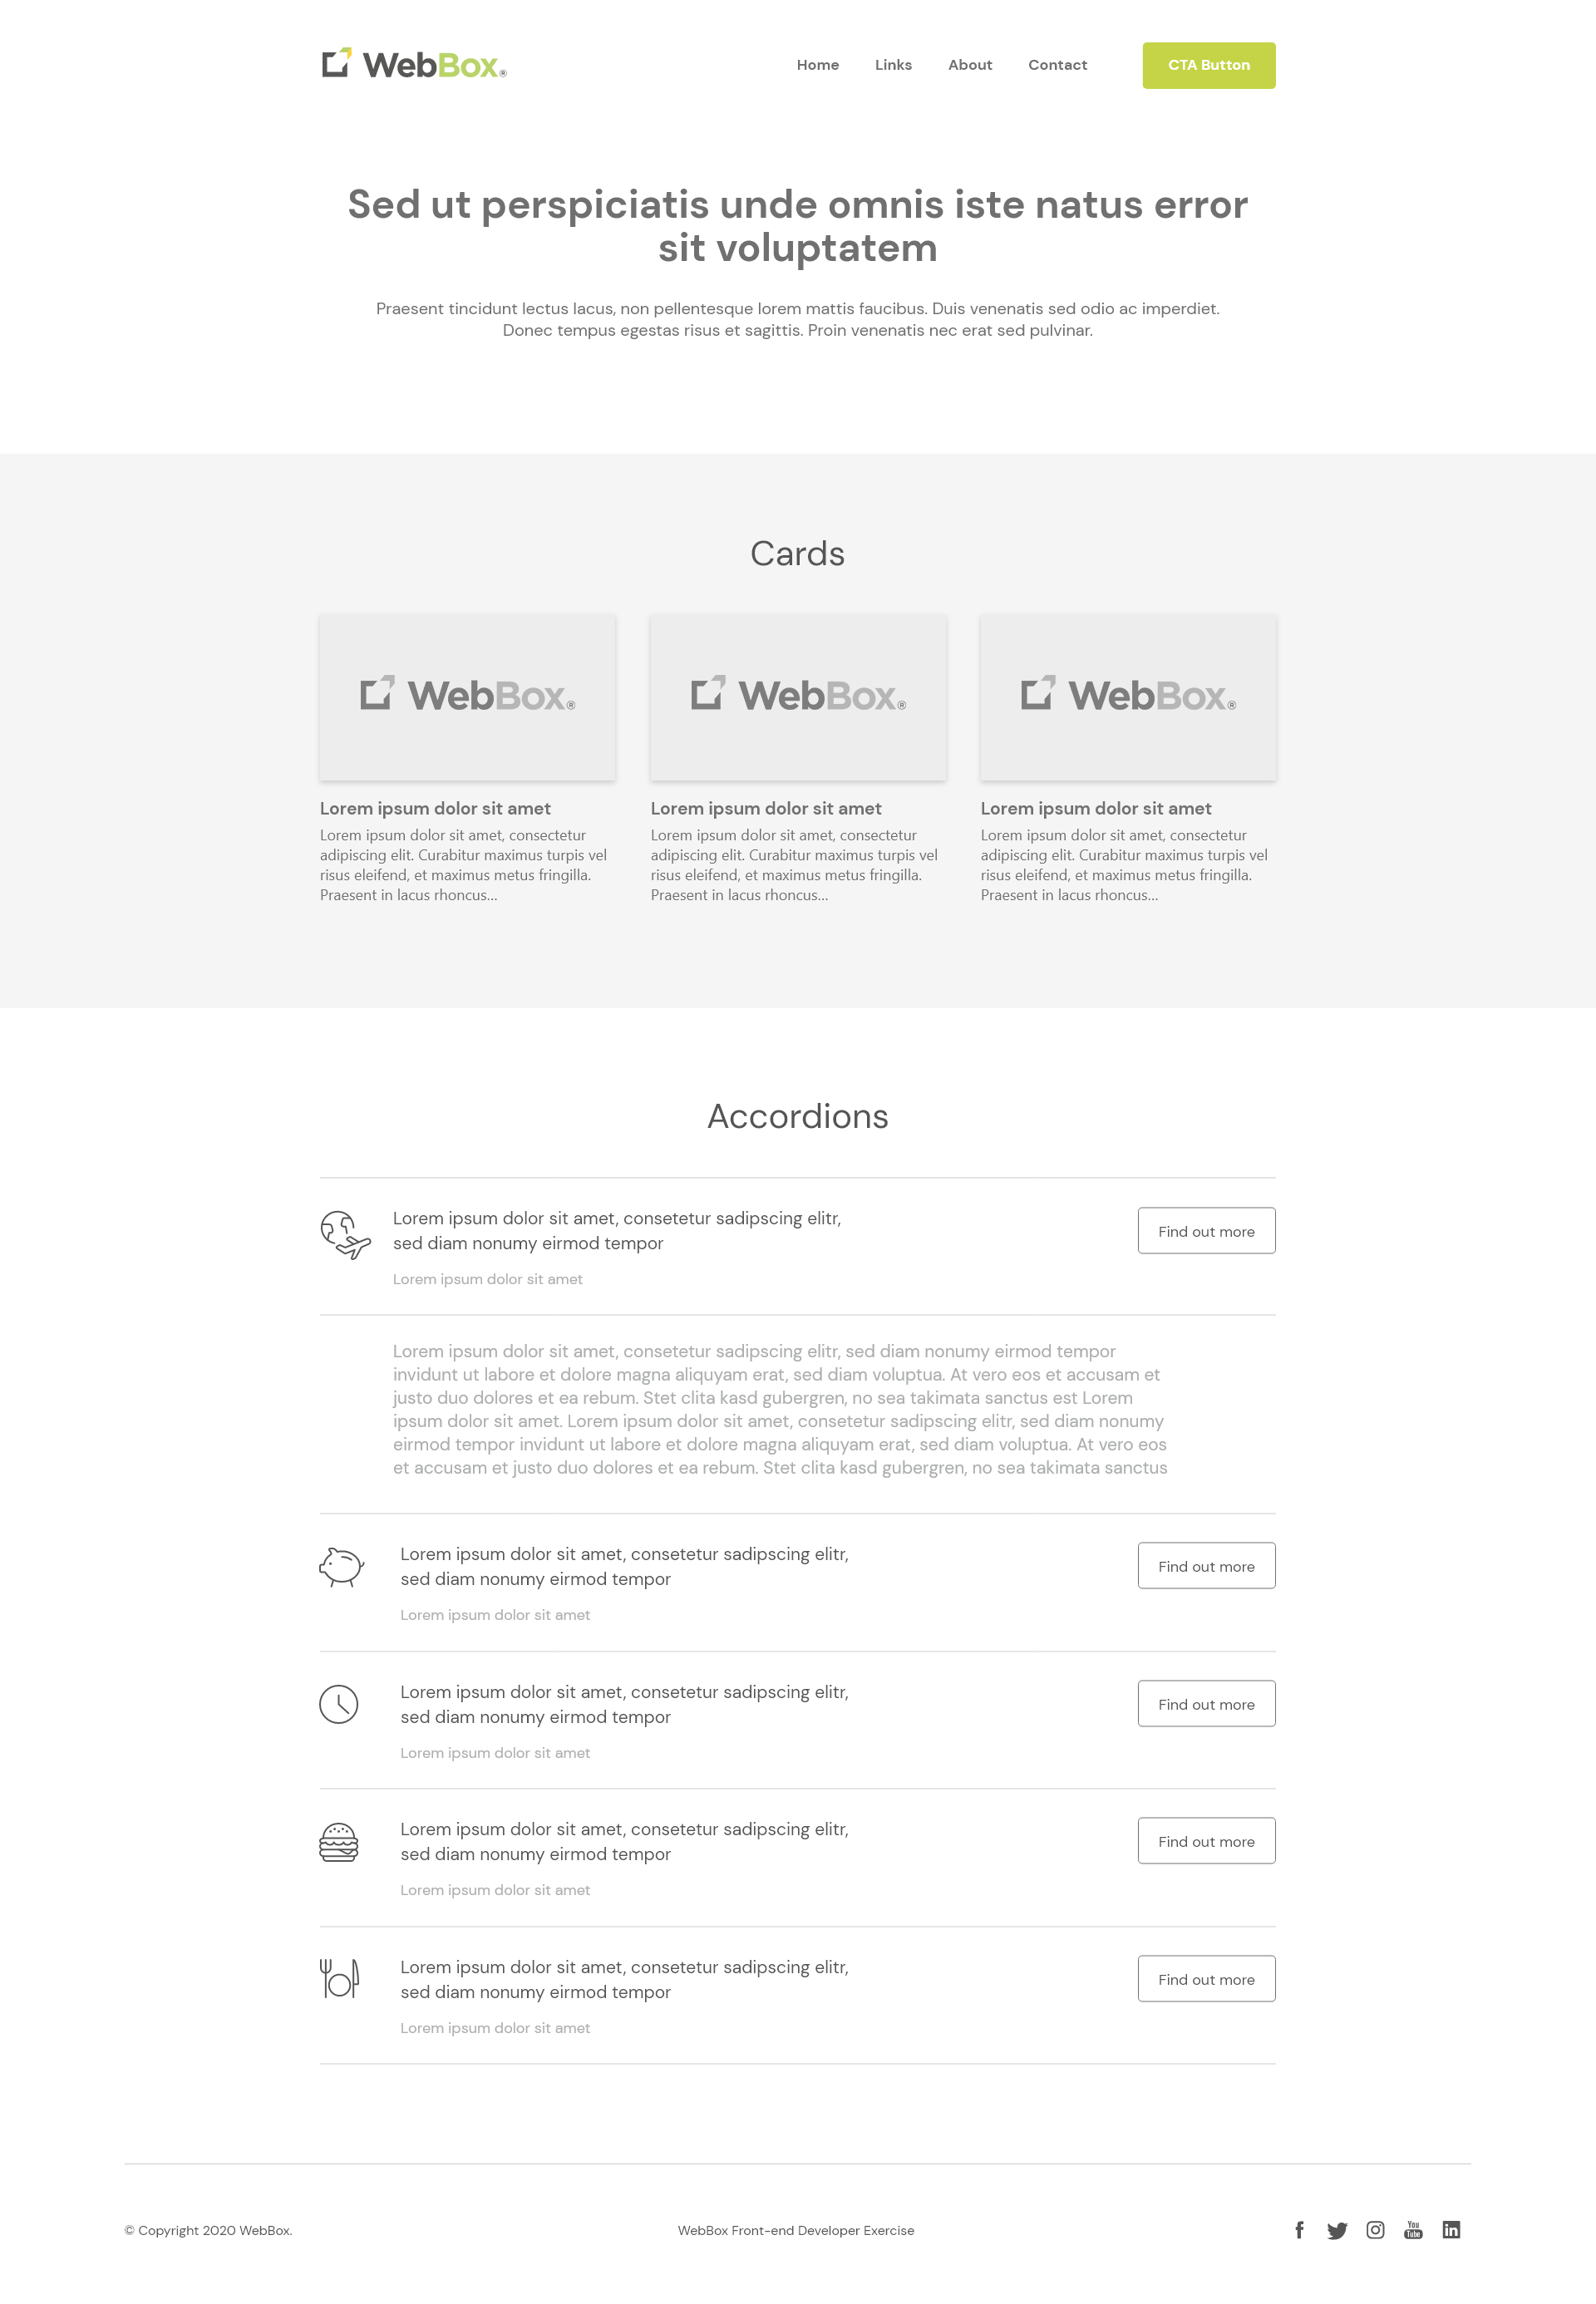 WebBox®
Home Links About Contact CTA Button
Sed ut perspiciatis unde omnis iste natus error
sit voluptatem
Praesent tincidunt lectus lacus, non pellentesque lorem mattis faucibus. Duis venenatis sed odio ac imperdiet.
Donec tempus egestas risus et sagittis. Proin venenatis nec erat sed pulvinar.
Cards
WebBox®
Lorem ipsum dolor sit amet
Lorem ipsum dolor sit amet, consectetur
adipiscing elit. Curabitur maximus turpis vel
risus eleifend, et maximus metus fringilla.
Praesent in lacus rhoncus...
WebBox®
Lorem ipsum dolor sit amet
Lorem ipsum dolor sit amet, consectetur
adipiscing elit. Curabitur maximus turpis vel
risus eleifend, et maximus metus fringilla.
Praesent in lacus rhoncus...
WebBox®
Lorem ipsum dolor sit amet
Lorem ipsum dolor sit amet, consectetur
adipiscing elit. Curabitur maximus turpis vel
risus eleifend, et maximus metus fringilla.
Praesent in lacus rhoncus...
Accordions
Lorem ipsum dolor sit amet, consetetur sadipscing elitr,
sed diam nonumy eirmod tempor
Lorem ipsum dolor sit amet
Find out more
Lorem ipsum dolor sit amet, consetetur sadipscing elitr, sed diam nonumy eirmod tempor
invidunt ut labore et dolore magna aliquyam erat, sed diam voluptua. At vero eos et accusam et
justo duo dolores et ea rebum. Stet clita kasd gubergren, no sea takimata sanctus est Lorem
ipsum dolor sit amet. Lorem ipsum dolor sit amet, consetetur sadipscing elitr, sed diam nonumy
eirmod tempor invidunt ut labore et dolore magna aliquyam erat, sed diam voluptua. At vero eos
et accusam et justo duo dolores et ea rebum. Stet clita kasd gubergren, no sea takimata sanctus
Lorem ipsum dolor sit amet, consetetur sadipscing elitr,
sed diam nonumy eirmod tempor
Lorem ipsum dolor sit amet
Find out more
Lorem ipsum dolor sit amet, consetetur sadipscing elitr,
sed diam nonumy eirmod tempor
Lorem ipsum dolor sit amet
Find out more
Lorem ipsum dolor sit amet, consetetur sadipscing elitr,
sed diam nonumy eirmod tempor
Lorem ipsum dolor sit amet
Find out more
Lorem ipsum dolor sit amet, consetetur sadipscing elitr,
sed diam nonumy eirmod tempor
Lorem ipsum dolor sit amet
Find out more
© Copyright 2020 WebBox.
WebBox Front-end Developer Exercise
f You Tube in